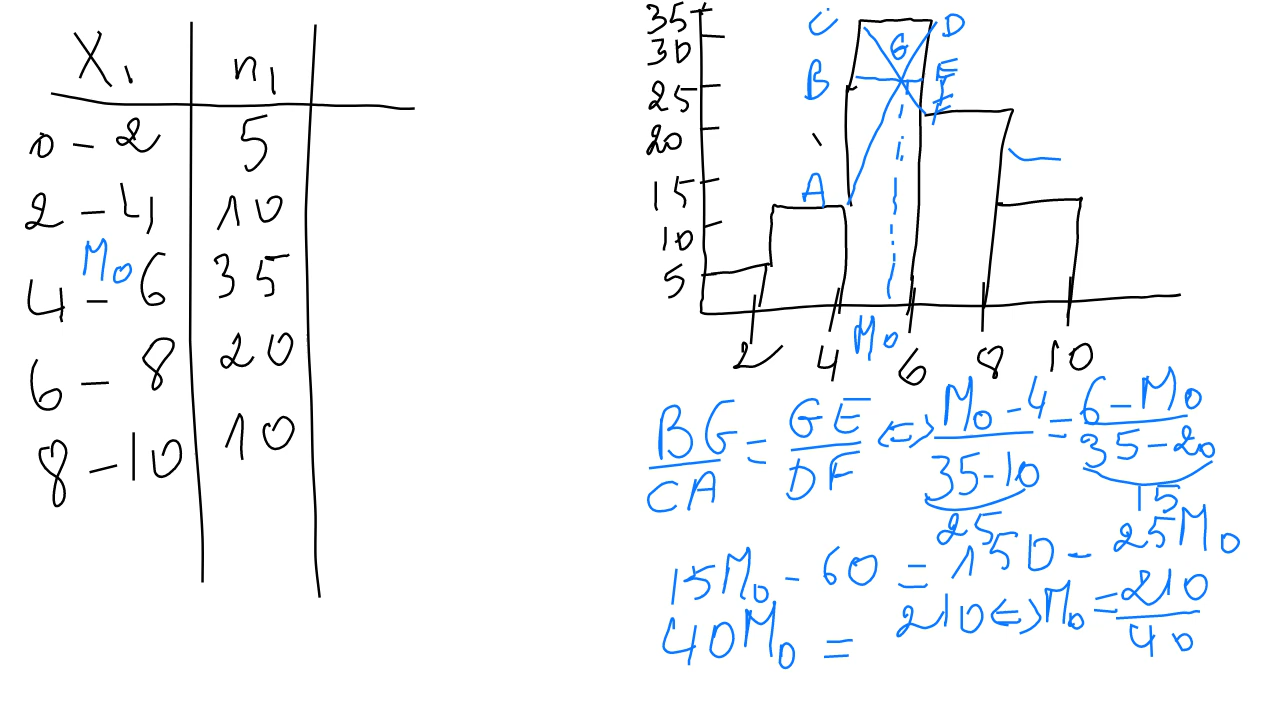 X₁ n₁
0 - 2 5
2 - 4 10
Mo
4 - 6 35
6 - 8 20
8 - 10 10
35
30
25
20
15
10
5
C D
G
B E
F
A
2 4 Mo 6 8 10
BG/CA = GE/DF <=> Mo - 4/35-10 = 6 - Mo/35-20
25 15
15Mo - 60 = 150 - 25Mo
40Mo = 210 <=> Mo = 210/40